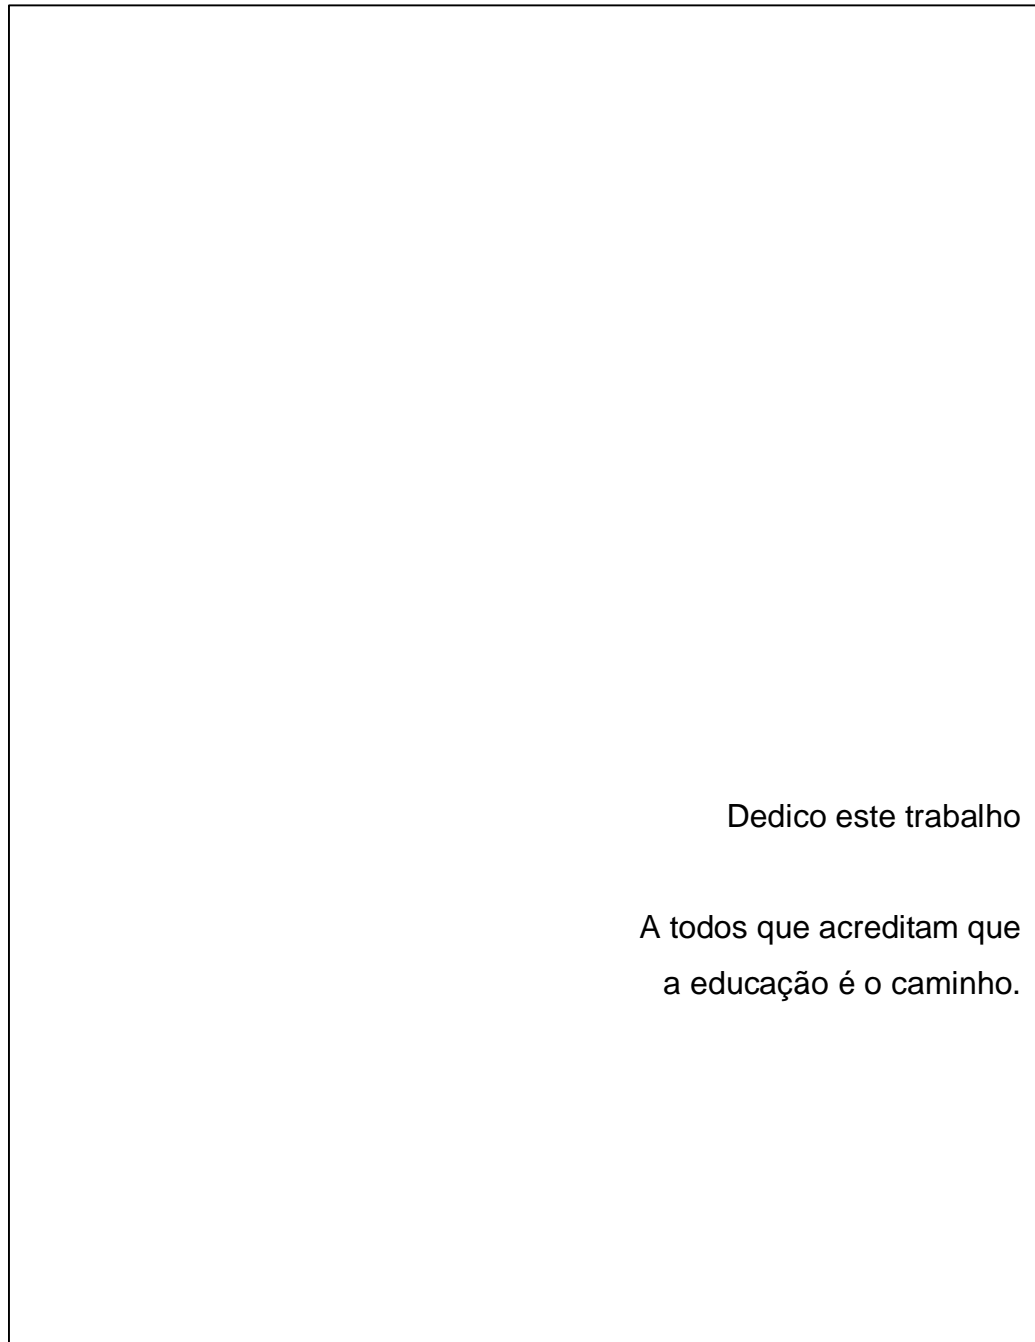 Dedico este trabalho
A todos que acreditam que
a educação é o caminho.